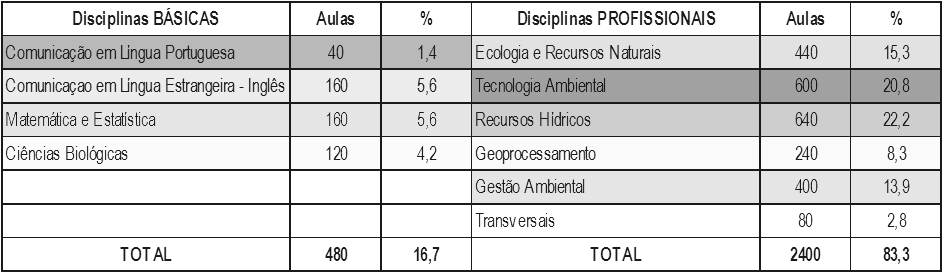 Disciplinas BÁSICAS Aulas % Disciplinas PROFISSIONAIS Aulas %
Comunicação em Língua Portuguesa 40 1,4 Ecologia e Recursos Naturais 440 15,3
Comunicaçao em Língua Estrangeira - Inglês 160 5,6 Tecnologia Ambiental 600 20,8
Matemática e Estatística 160 5,6 Recursos Hídricos 640 22,2
Ciências Biológicas 120 4,2 Geoprocessamento 240 8,3
Gestão Ambiental 400 13,9
Transversais 80 2,8
TOTAL 480 16,7 TOTAL 2400 83,3